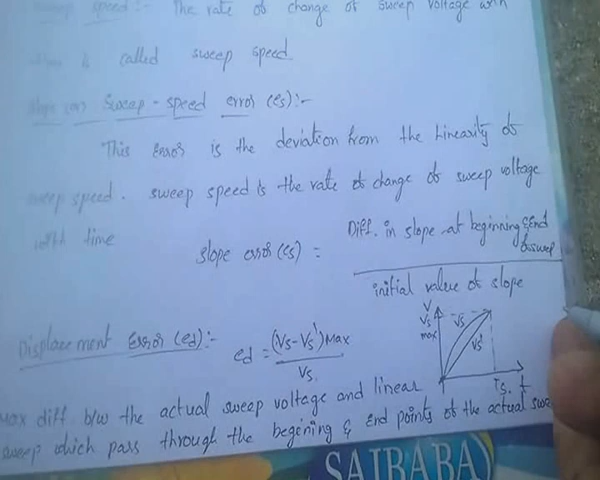 sweep speed :- The rate of change of sweep voltage with
is called sweep speed
Slope (or) Sweep - speed error (es) :-
This Error is the deviation from the Linearity of
sweep speed. sweep speed is the rate of change of sweep voltage
with time
slope error (es) = Diff. in slope at beginning & End of sweep
initial value of slope
Displacement Error (ed) :- ed = (Vs - Vs') Max
Vs
V
Vs
max
Vs
Vs'
Ts t
Max diff b/w the actual sweep voltage and linear
sweep which pass through the begining & End points of the actual
SAIBABA